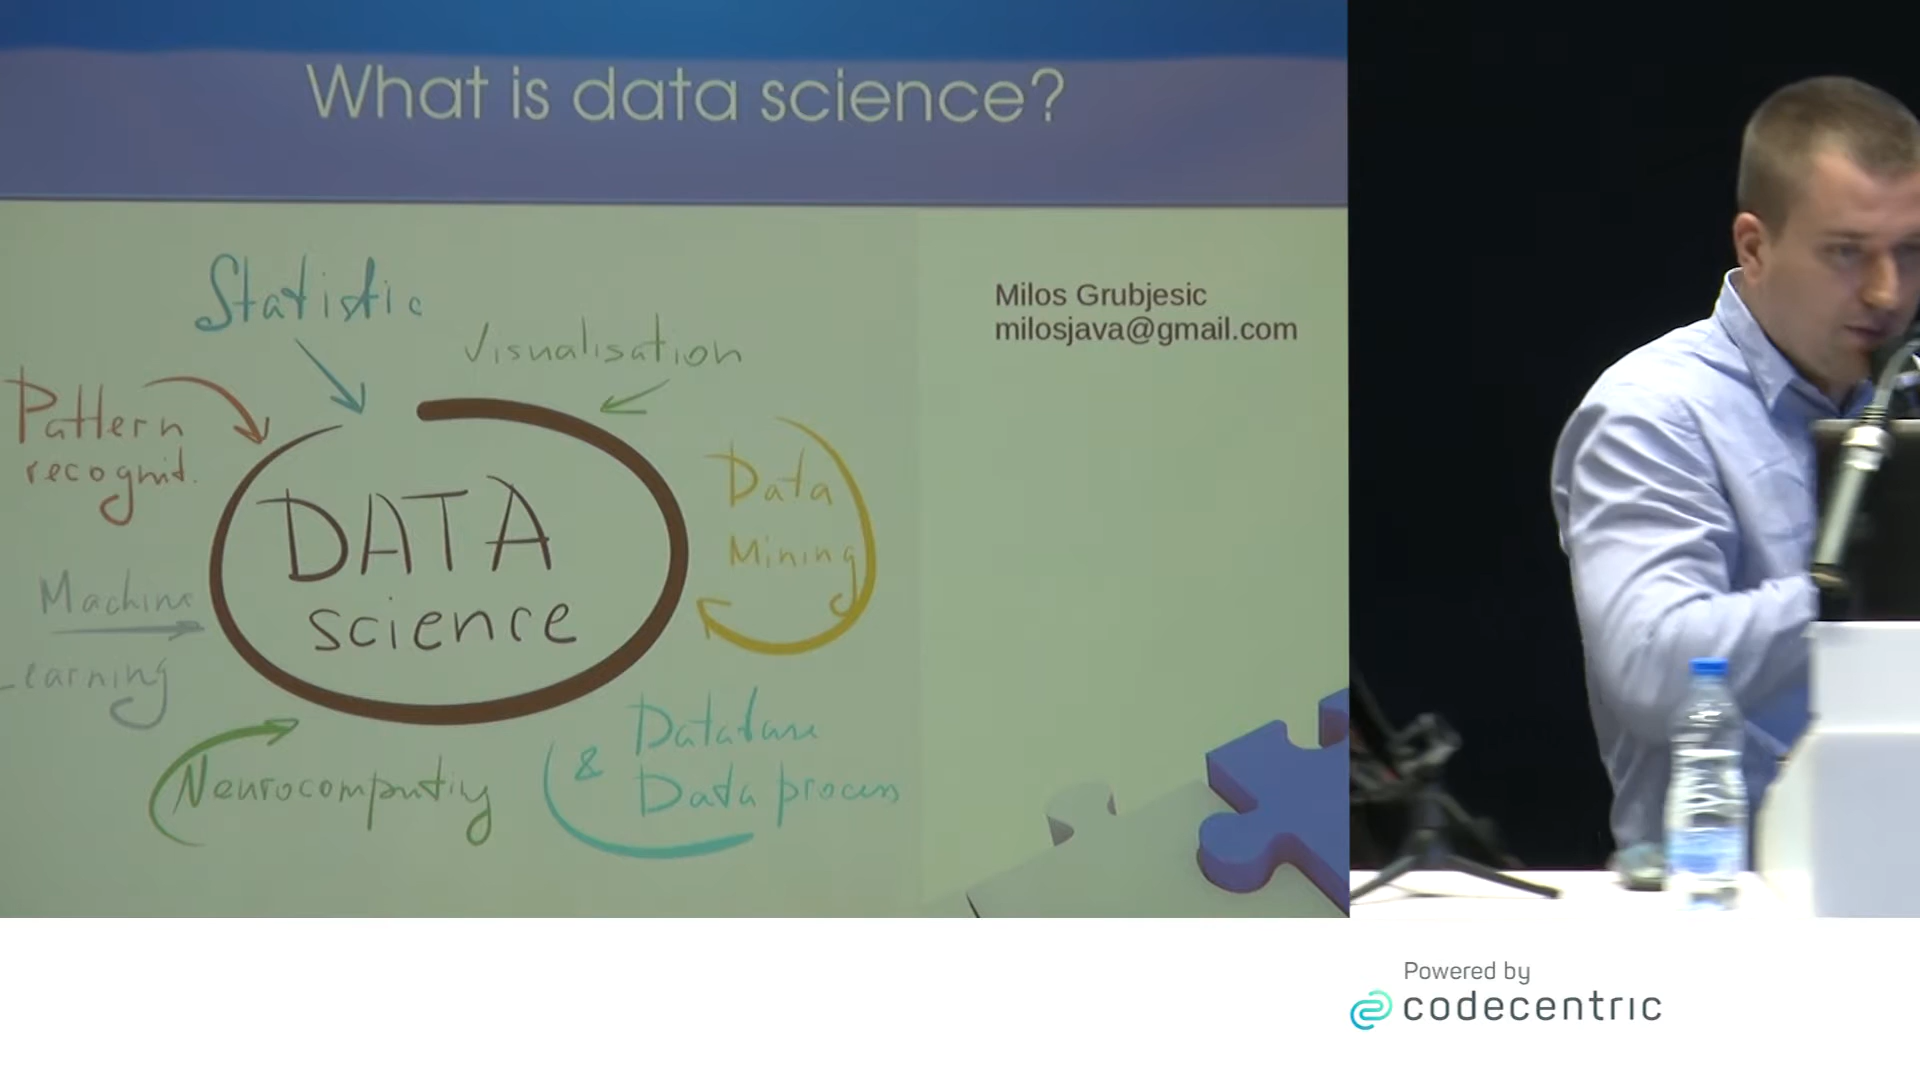 What is data science?
Milos Grubjesic
milosjava@gmail.com
Statistic
Visualisation
Pattern
recognit.
Data
Mining
DATA
science
Machine
Learning
Neurocomputing
& Database
Data process
Powered by
codecentric